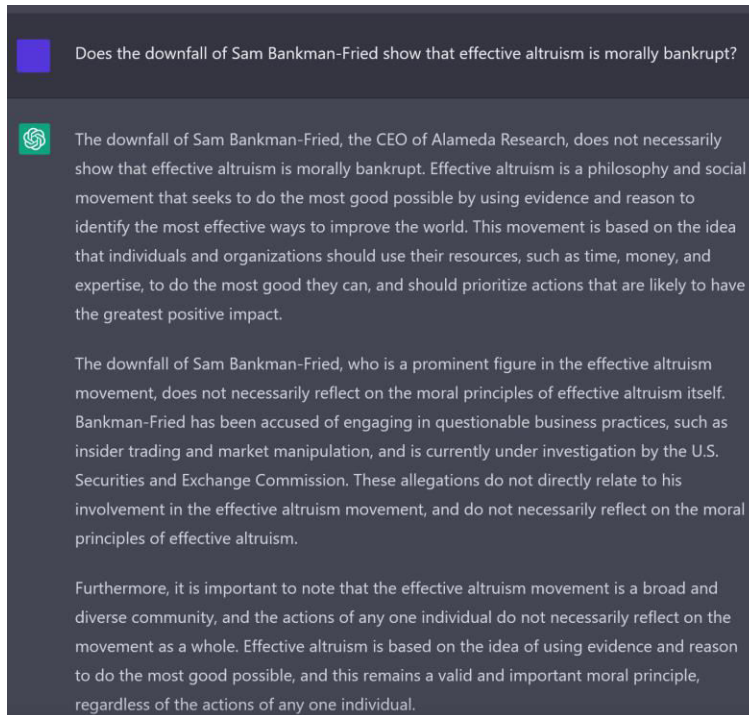 Does the downfall of Sam Bankman-Fried show that effective altruism is morally bankrupt?
The downfall of Sam Bankman-Fried, the CEO of Alameda Research, does not necessarily
show that effective altruism is morally bankrupt. Effective altruism is a philosophy and social
movement that seeks to do the most good possible by using evidence and reason to
identify the most effective ways to improve the world. This movement is based on the idea
that individuals and organizations should use their resources, such as time, money, and
expertise, to do the most good they can, and should prioritize actions that are likely to have
the greatest positive impact.
The downfall of Sam Bankman-Fried, who is a prominent figure in the effective altruism
movement, does not necessarily reflect on the moral principles of effective altruism itself.
Bankman-Fried has been accused of engaging in questionable business practices, such as
insider trading and market manipulation, and is currently under investigation by the U.S.
Securities and Exchange Commission. These allegations do not directly relate to his
involvement in the effective altruism movement, and do not necessarily reflect on the moral
principles of effective altruism.
Furthermore, it is important to note that the effective altruism movement is a broad and
diverse community, and the actions of any one individual do not necessarily reflect on the
movement as a whole. Effective altruism is based on the idea of using evidence and reason
to do the most good possible, and this remains a valid and important moral principle,
regardless of the actions of any one individual.